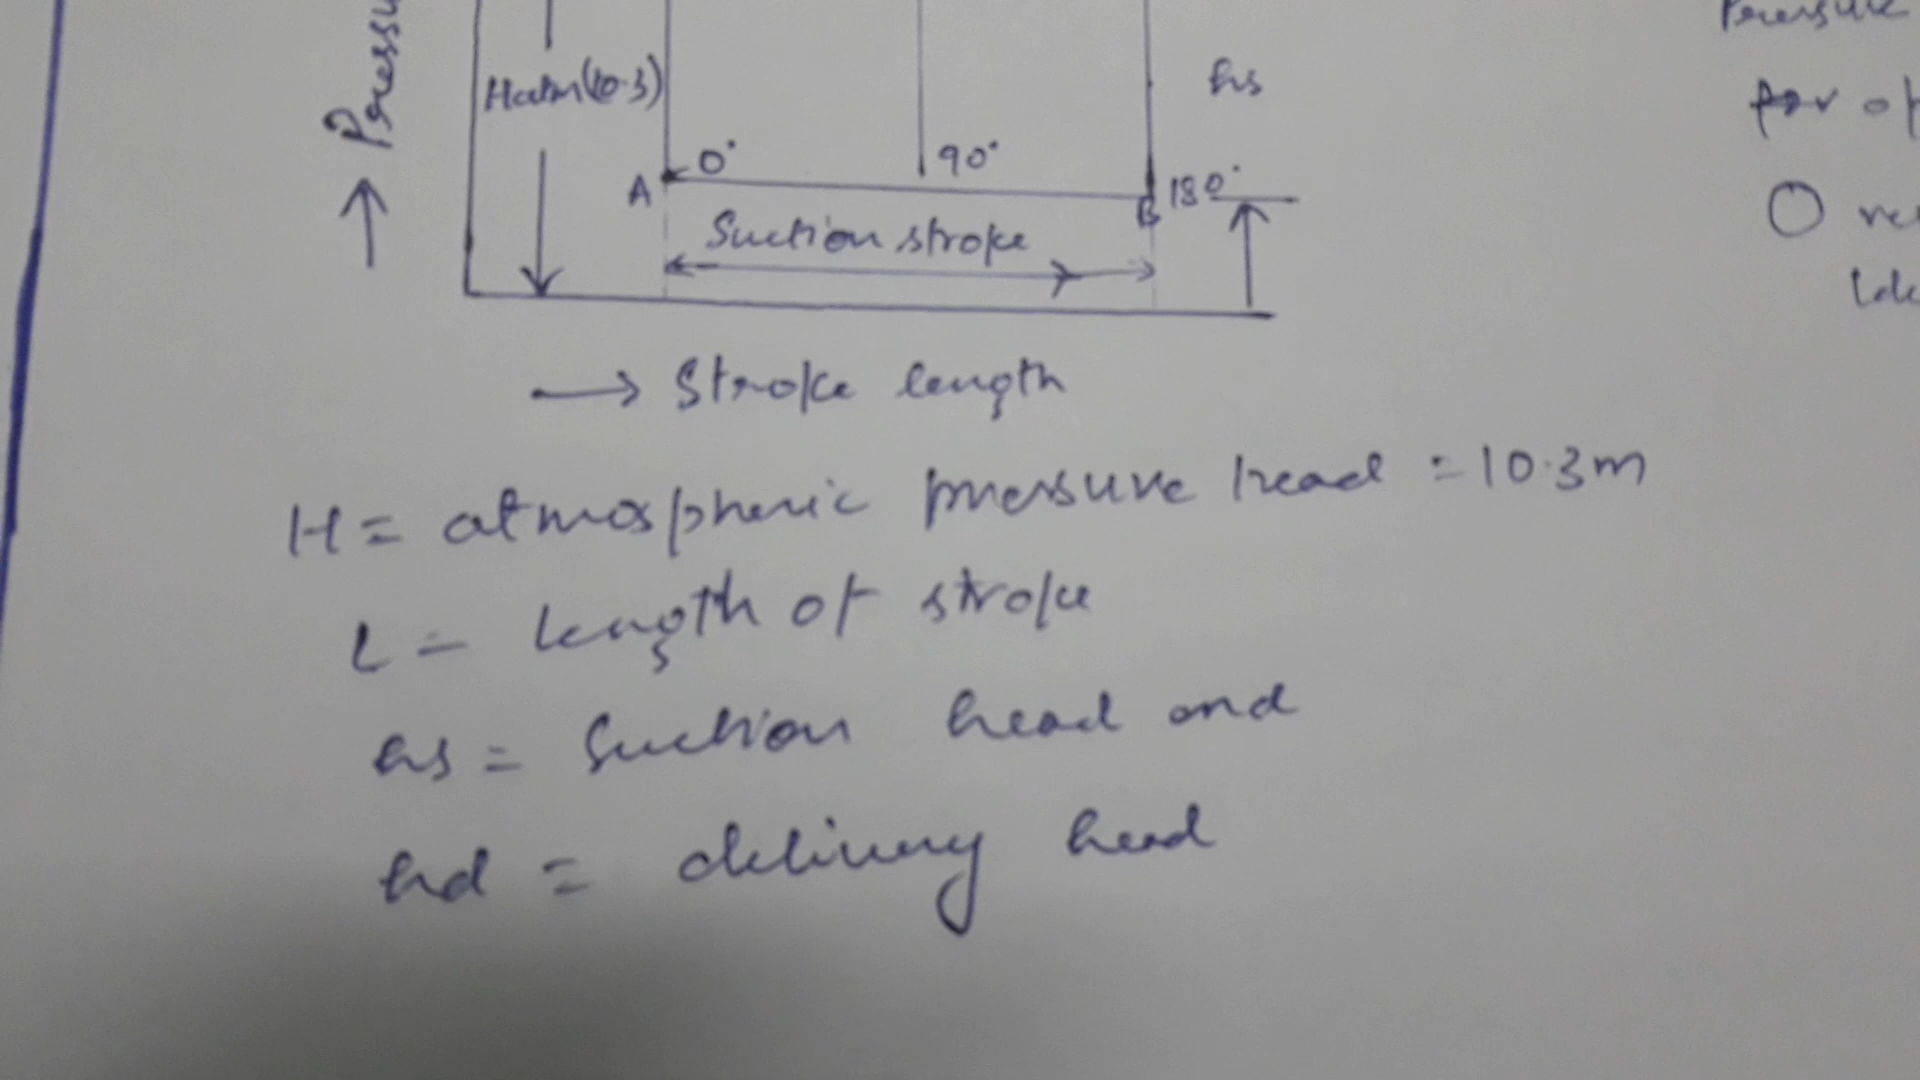 Pressu
Hatm(10.3)
hs
A
0°
90°
180°
B
Suction stroke
Stroke length
H = atmospheric pressure head = 10.3m
L = length of stroke
hs = Suction head and
hd = delivery head
Pressure
for of